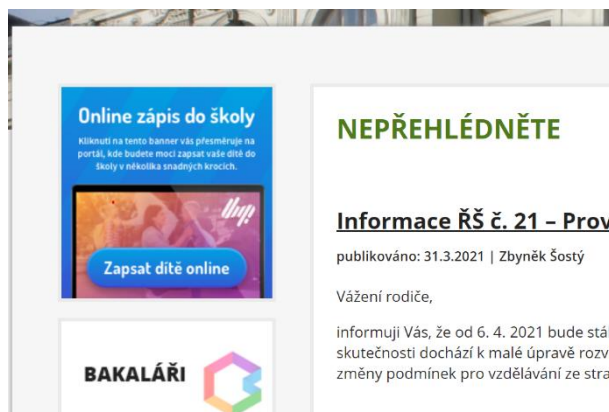 Online zápis do školy
Kliknutí na tento banner vás přesměruje na
portál, kde budete moci zapsat vaše dítě do
školy v několika snadných krocích.
Zapsat dítě online
BAKALÁŘI
NEPŘEHLÉDNĚTE
Informace ŘŠ č. 21 – Prov
publikováno: 31.3.2021 | Zbyněk Šostý
Vážení rodiče,
informuji Vás, že od 6. 4. 2021 bude stál
skutečnosti dochází k malé úpravě rozv
změny podmínek pro vzdělávání ze stra